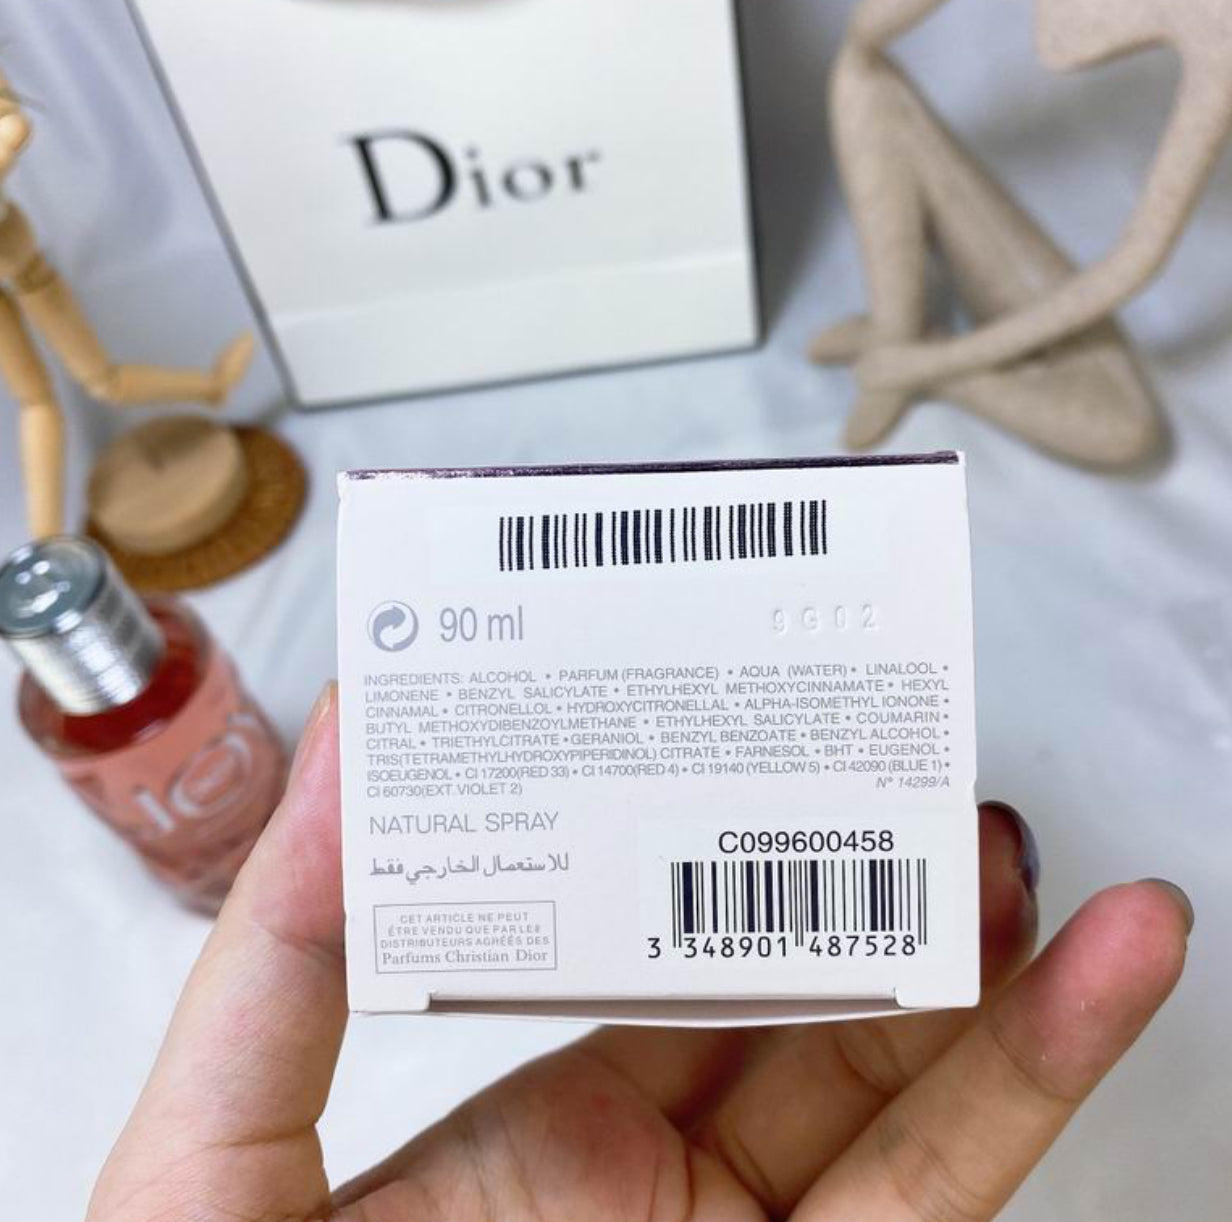 Dior
90 ml
9G02
INGREDIENTS: ALCOHOL • PARFUM (FRAGRANCE) • AQUA (WATER) • LINALOOL •
LIMONENE • BENZYL SALICYLATE • ETHYLHEXYL METHOXYCINNAMATE • HEXYL
CINNAMAL • CITRONELLOL • HYDROXYCITRONELLAL • ALPHA-ISOMETHYL IONONE •
BUTYL METHOXYDIBENZOYLMETHANE • ETHYLHEXYL SALICYLATE • COUMARIN •
CITRAL • TRIETHYLCITRATE • GERANIOL • BENZYL BENZOATE • BENZYL ALCOHOL •
TRIS(TETRAMETHYLHYDROXYPIPERIDINOL) CITRATE • FARNESOL • BHT • EUGENOL •
ISOEUGENOL • CI 17200 (RED 33) • CI 14700 (RED 4) • CI 19140 (YELLOW 5) • CI 42090 (BLUE 1) •
CI 60730 (EXT. VIOLET 2)
N° 14299/A
NATURAL SPRAY
للاستعمال الخارجي فقط
CET ARTICLE NE PEUT
ÊTRE VENDU QUE PAR LES
DISTRIBUTEURS AGRÉÉS DES
Parfums Christian Dior
C099600458
3 348901 487528
JOY